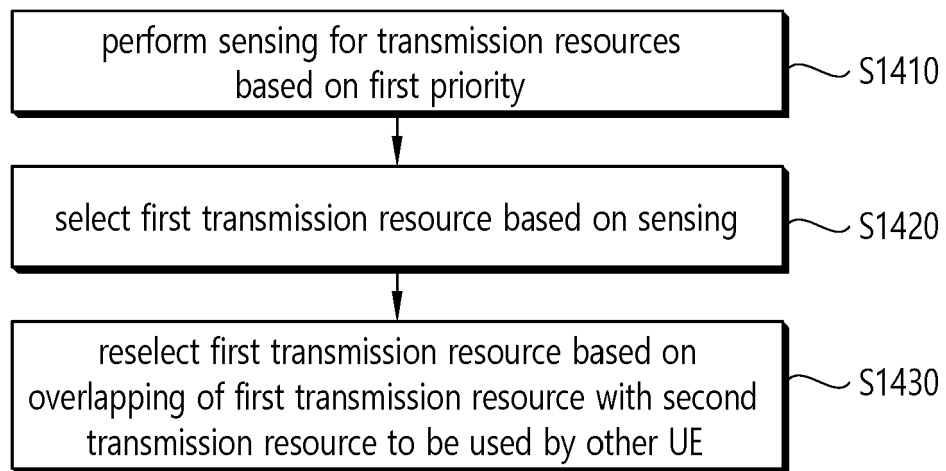 perform sensing for transmission resources
based on first priority
S1410
select first transmission resource based on sensing
S1420
reselect first transmission resource based on
overlapping of first transmission resource with second
transmission resource to be used by other UE
S1430